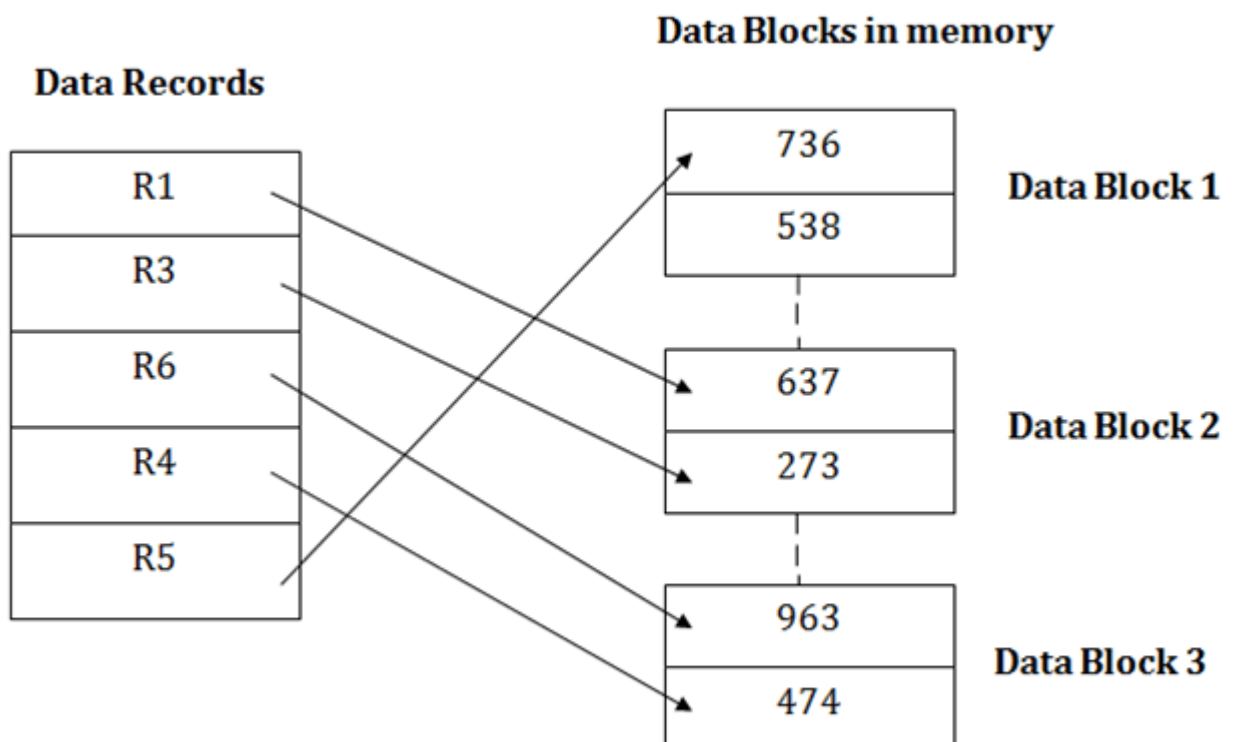 Data Blocks in memory
Data Records
R1
R3
R6
R4
R5
736
538
Data Block 1
637
273
Data Block 2
963
474
Data Block 3